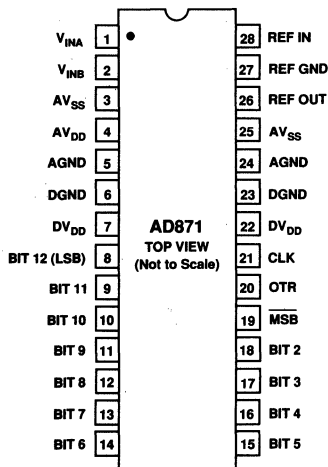 V_INA 1 28 REF IN
V_INB 2 27 REF GND
AV_SS 3 26 REF OUT
AV_DD 4 25 AV_SS
AGND 5 24 AGND
DGND 6 23 DGND
DV_DD 7 22 DV_DD
AD871
TOP VIEW
(Not to Scale)
BIT 12 (LSB) 8 21 CLK
BIT 11 9 20 OTR
BIT 10 10 19 M̅S̅B̅
BIT 9 11 18 BIT 2
BIT 8 12 17 BIT 3
BIT 7 13 16 BIT 4
BIT 6 14 15 BIT 5